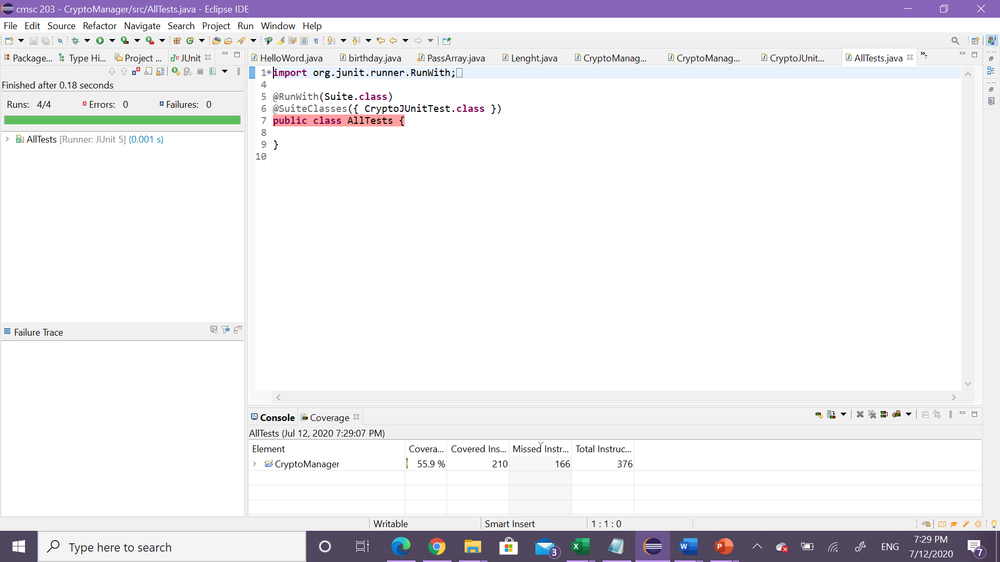 cmsc 203 - CryptoManager/src/AllTests.java - Eclipse IDE
File Edit Source Refactor Navigate Search Project Run Window Help
Package... Type Hi... Project ... JUnit
Finished after 0.18 seconds
Runs: 4/4 Errors: 0 Failures: 0
AllTests [Runner: JUnit 5] (0.001 s)
Failure Trace
HelloWord.java birthday.java PassArray.java Lenght.java CryptoManag... CryptoManag... CryptoJUnit... AllTests.java »7
1 import org.junit.runner.RunWith;
4
5 @RunWith(Suite.class)
6 @SuiteClasses({ CryptoJUnitTest.class })
7 public class AllTests {
8
9 }
10
Console Coverage
AllTests (Jul 12, 2020 7:29:07 PM)
Element Covera... Covered Ins... Missed Instr... Total Instruc...
CryptoManager 55.9 % 210 166 376
Writable Smart Insert 1 : 1 : 0
Type here to search
3
ENG
7:29 PM
7/12/2020
7